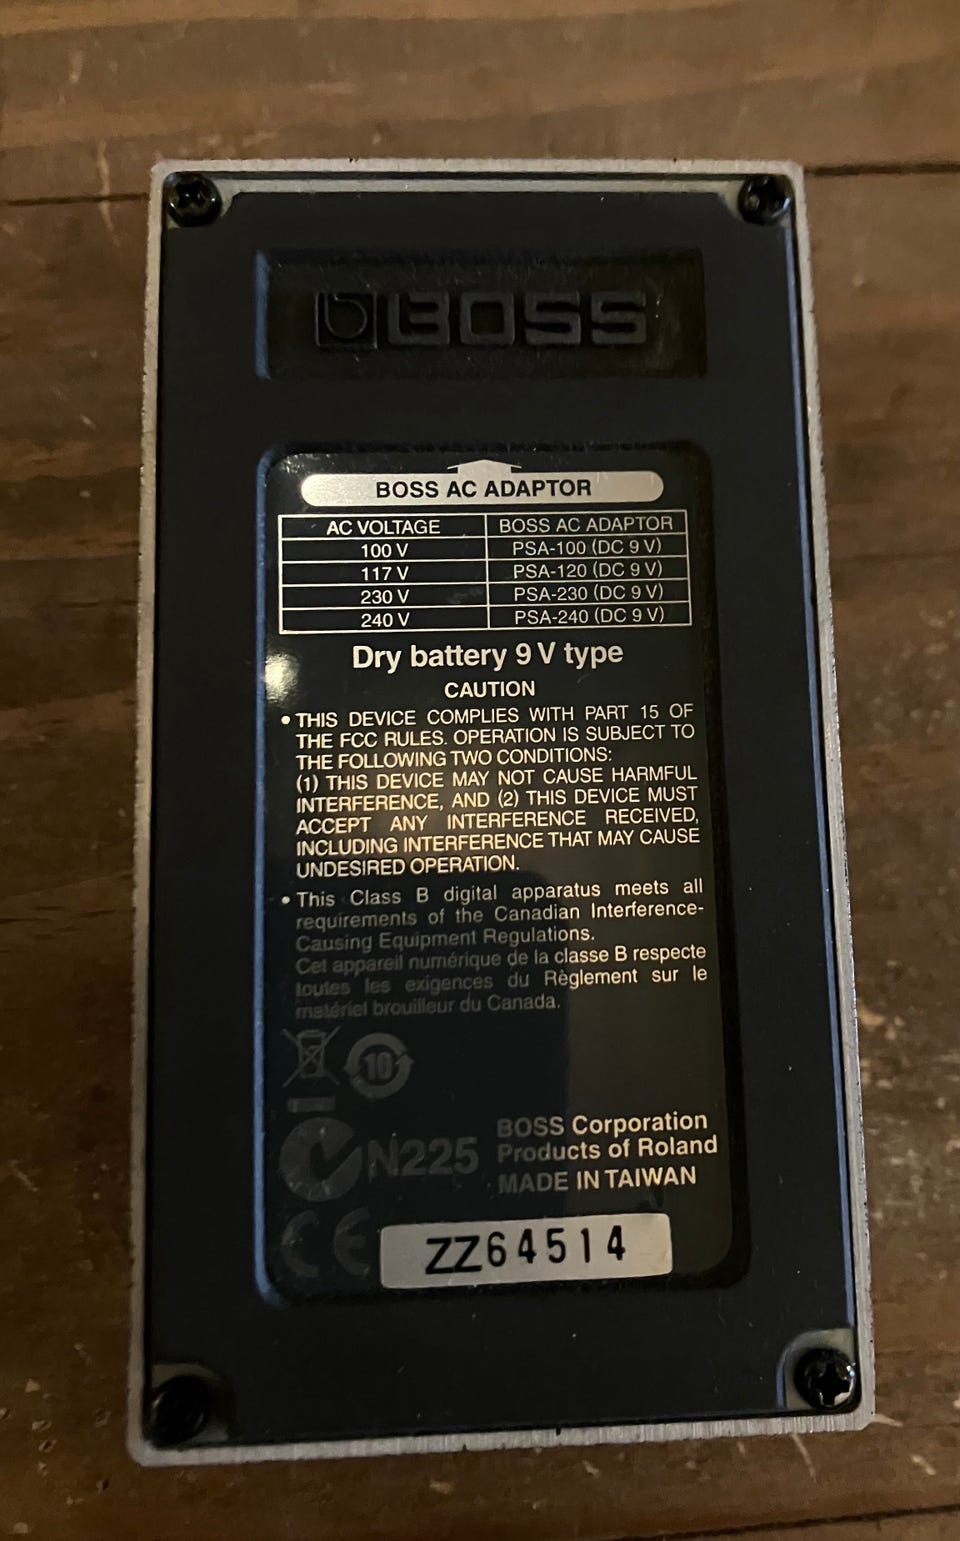 BOSS
BOSS AC ADAPTOR
AC VOLTAGE BOSS AC ADAPTOR
100 V PSA-100 (DC 9 V)
117 V PSA-120 (DC 9 V)
230 V PSA-230 (DC 9 V)
240 V PSA-240 (DC 9 V)
Dry battery 9 V type
CAUTION
• THIS DEVICE COMPLIES WITH PART 15 OF
THE FCC RULES. OPERATION IS SUBJECT TO
THE FOLLOWING TWO CONDITIONS:
(1) THIS DEVICE MAY NOT CAUSE HARMFUL
INTERFERENCE, AND (2) THIS DEVICE MUST
ACCEPT ANY INTERFERENCE RECEIVED,
INCLUDING INTERFERENCE THAT MAY CAUSE
UNDESIRED OPERATION.
• This Class B digital apparatus meets all
requirements of the Canadian Interference-
Causing Equipment Regulations.
Cet appareil numérique de la classe B respecte
toutes les exigences du Règlement sur le
matériel brouilleur du Canada.
10
N225
BOSS Corporation
Products of Roland
MADE IN TAIWAN
CE
ZZ64514